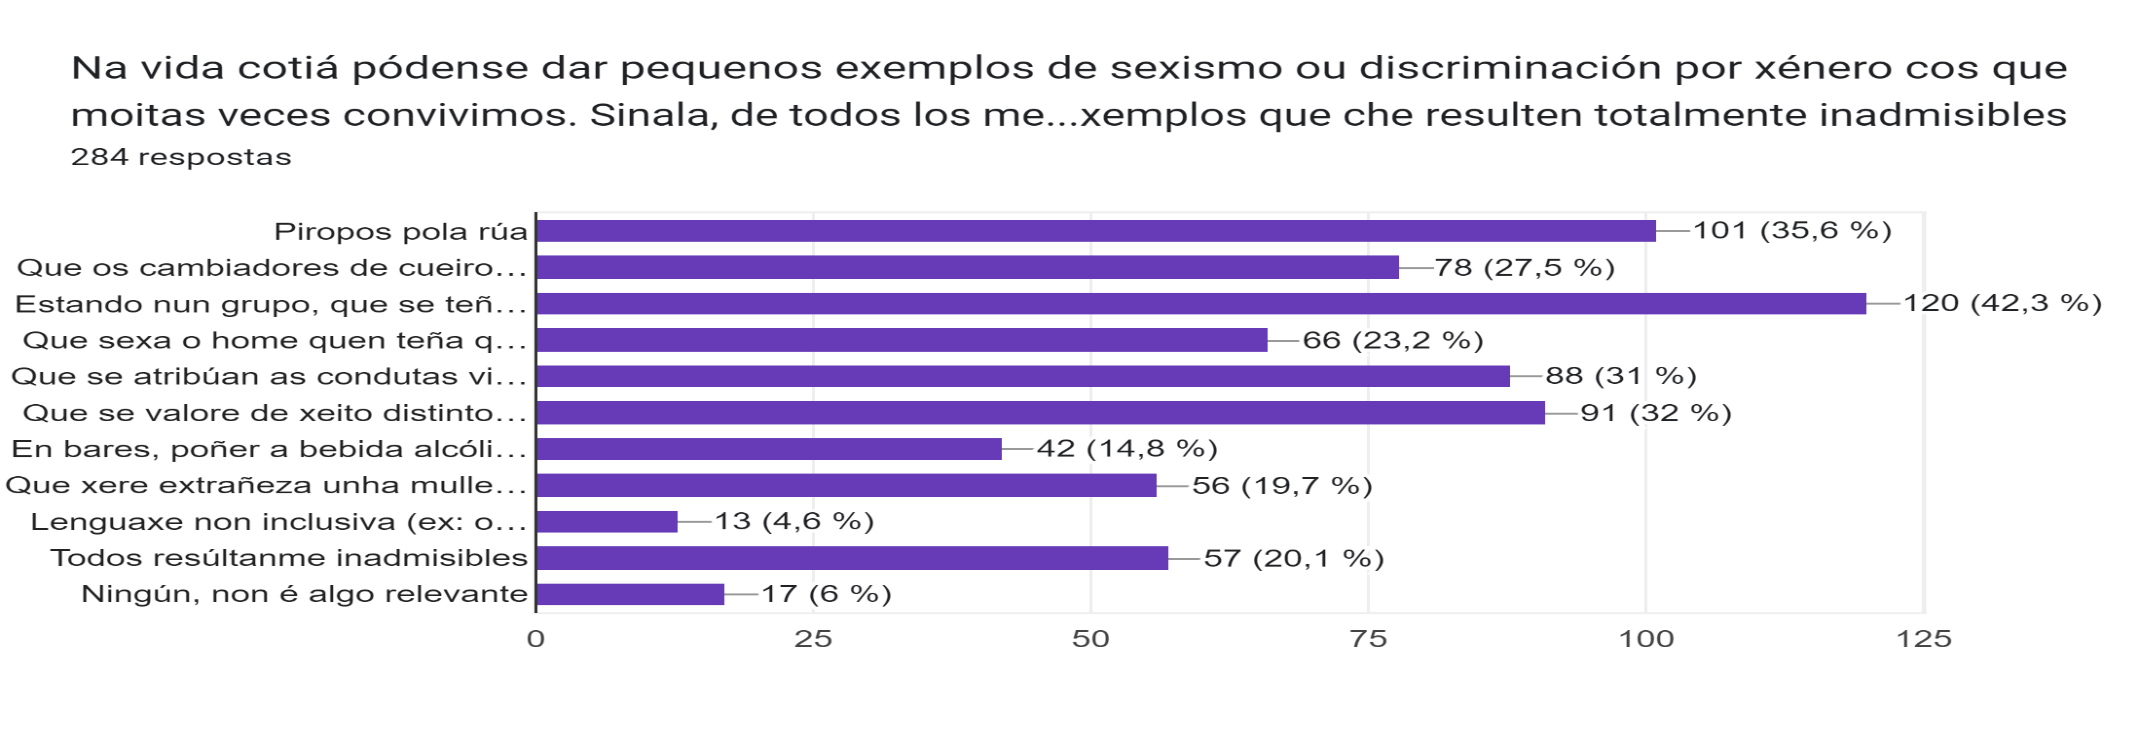 Na vida cotiá pódense dar pequenos exemplos de sexismo ou discriminación por xénero cos que
moitas veces convivimos. Sinala, de todos los me...xemplos que che resulten totalmente inadmisibles
284 respostas
Piropos pola rúa 101 (35,6 %)
Que os cambiadores de cueiro... 78 (27,5 %)
Estando nun grupo, que se teñ... 120 (42,3 %)
Que sexa o home quen teña q... 66 (23,2 %)
Que se atribúan as condutas vi... 88 (31 %)
Que se valore de xeito distinto... 91 (32 %)
En bares, poñer a bebida alcóli... 42 (14,8 %)
Que xere extrañeza unha mulle... 56 (19,7 %)
Lenguaxe non inclusiva (ex: o... 13 (4,6 %)
Todos resúltanme inadmisibles 57 (20,1 %)
Ningún, non é algo relevante 17 (6 %)
0 25 50 75 100 125